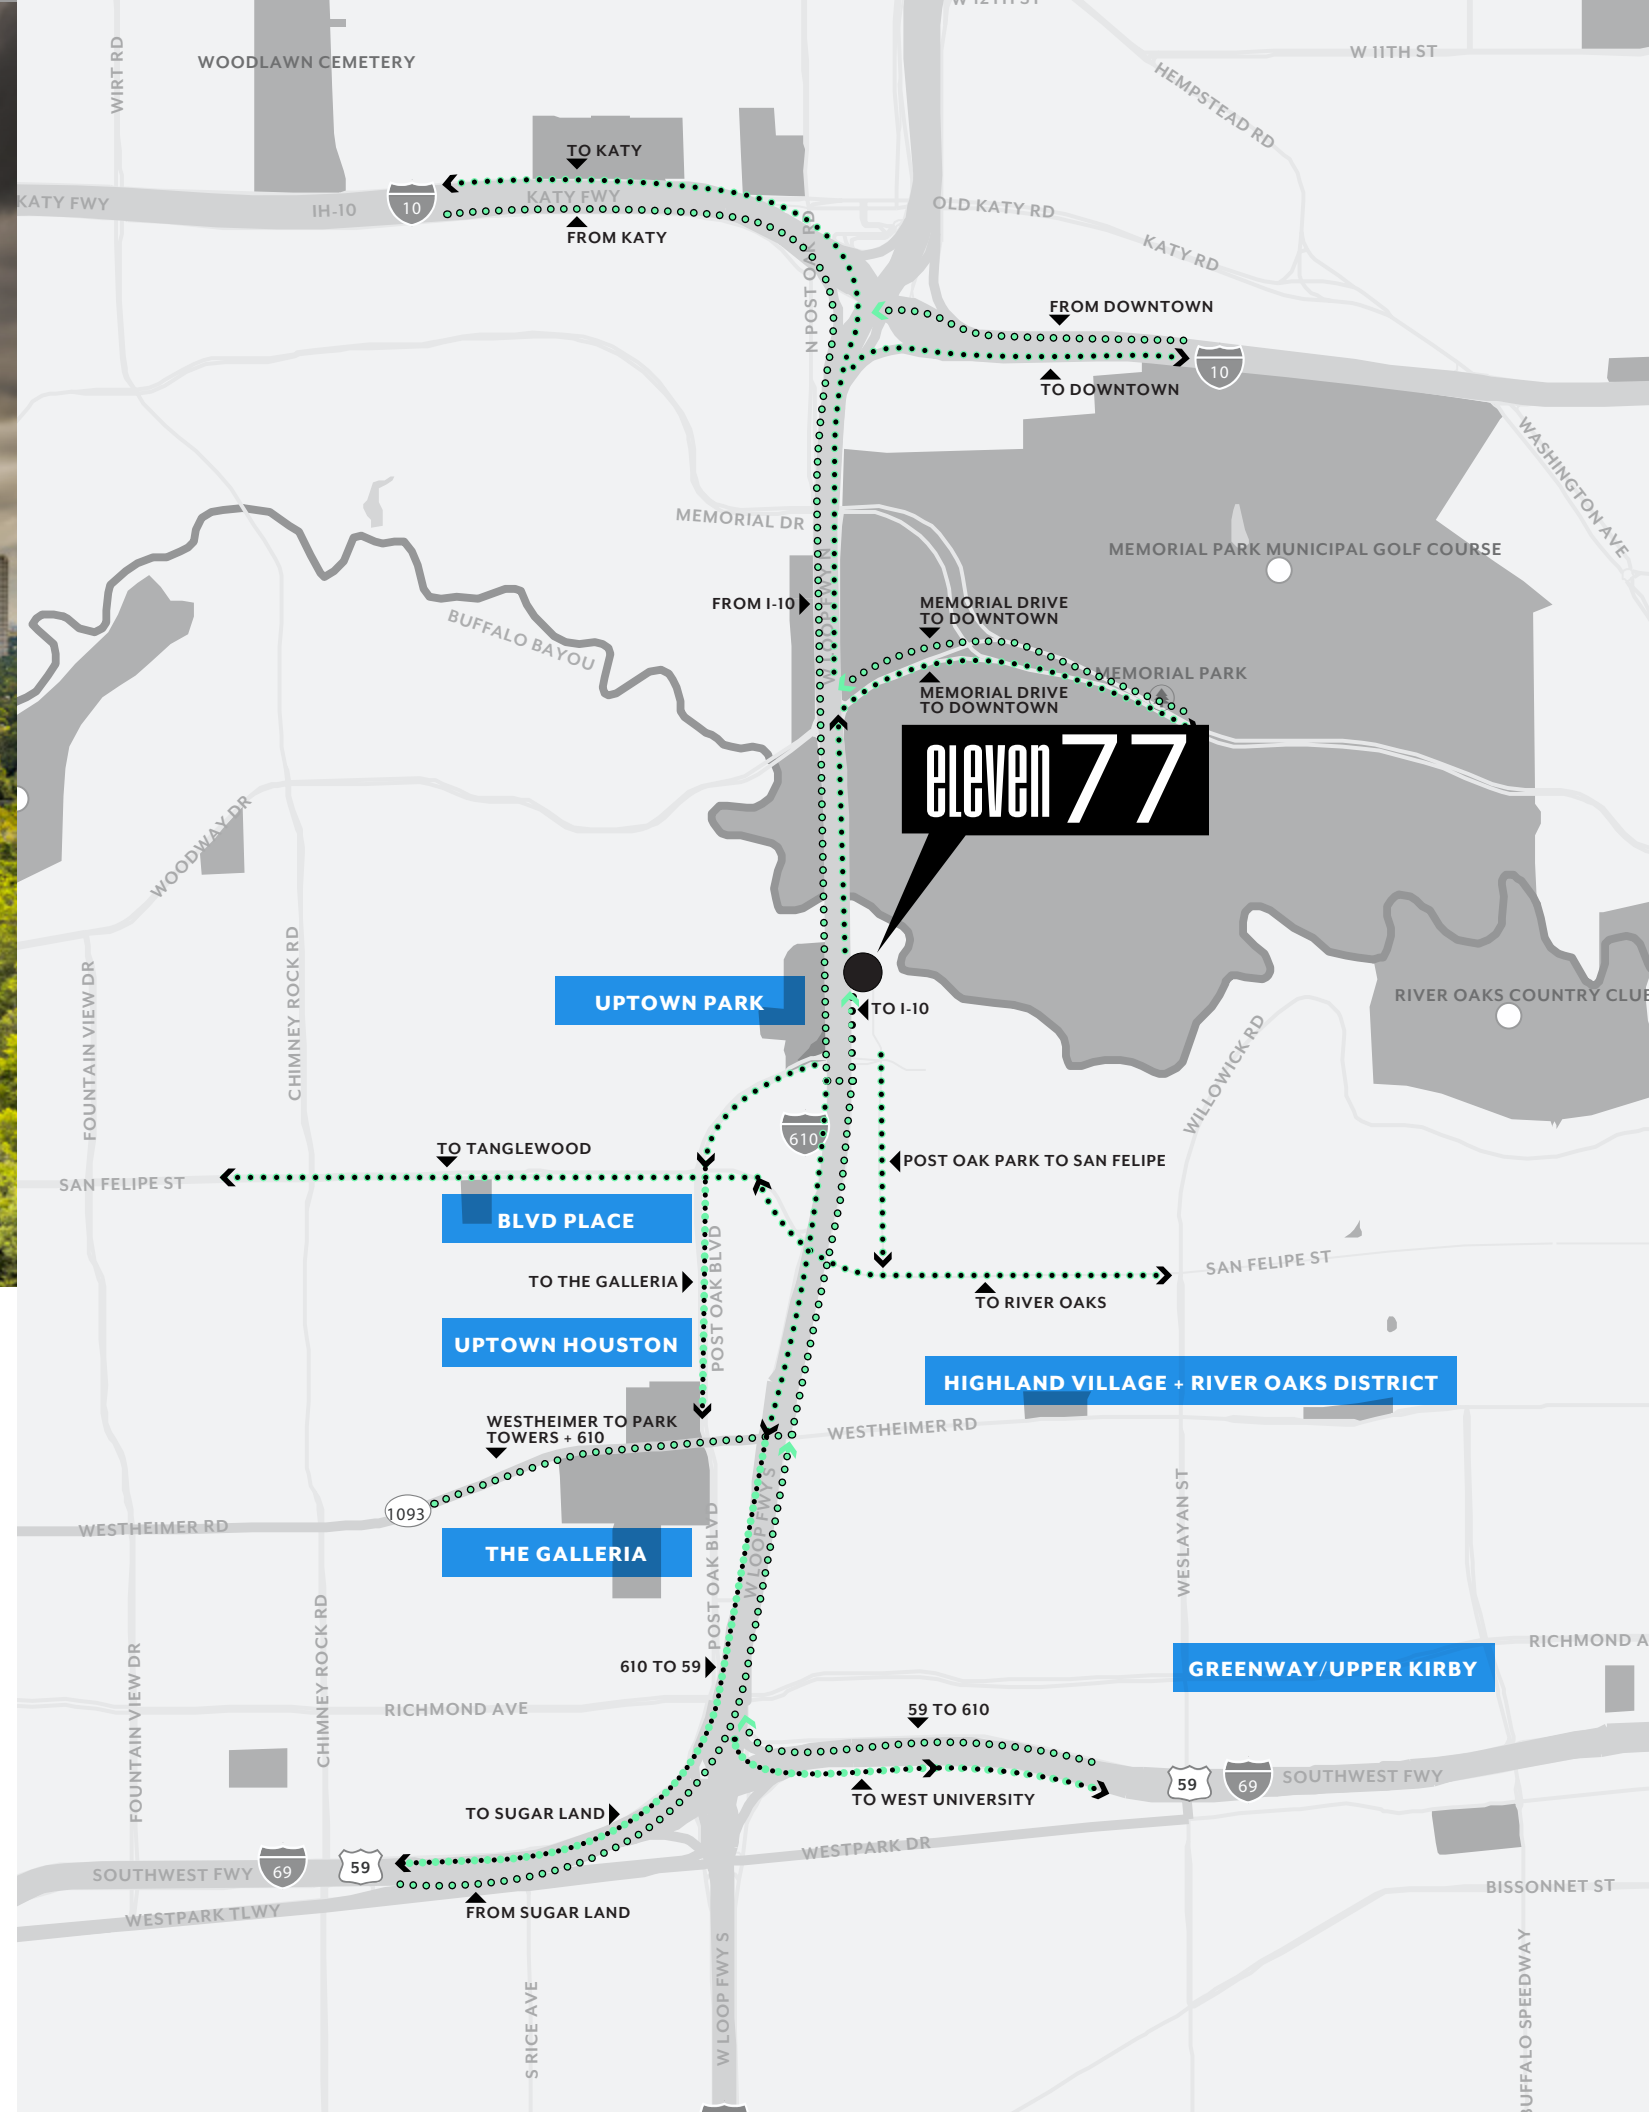 W 12TH ST
W 11TH ST
WIRT RD
WOODLAWN CEMETERY
HEMPSTEAD RD
TO KATY
KATY FWY
IH-10
10
KATY FWY
FROM KATY
N POST OAK RD
OLD KATY RD
KATY RD
FROM DOWNTOWN
10
TO DOWNTOWN
WASHINGTON AVE
MEMORIAL DR
MEMORIAL PARK MUNICIPAL GOLF COURSE
W LOOP FWY N
FROM I-10
MEMORIAL DRIVE
TO DOWNTOWN
BUFFALO BAYOU
MEMORIAL PARK
MEMORIAL DRIVE
TO DOWNTOWN
eleven 77
WOODWAY DR
FOUNTAIN VIEW DR
CHIMNEY ROCK RD
UPTOWN PARK
TO I-10
RIVER OAKS COUNTRY CLUB
WILLOWICK RD
610
TO TANGLEWOOD
POST OAK PARK TO SAN FELIPE
SAN FELIPE ST
BLVD PLACE
POST OAK BLVD
TO THE GALLERIA
SAN FELIPE ST
TO RIVER OAKS
UPTOWN HOUSTON
HIGHLAND VILLAGE + RIVER OAKS DISTRICT
WESTHEIMER TO PARK
TOWERS + 610
WESTHEIMER RD
1093
WESTHEIMER RD
W LOOP FWY S
POST OAK BLVD
WESLAYAN ST
THE GALLERIA
FOUNTAIN VIEW DR
CHIMNEY ROCK RD
RICHMOND A
610 TO 59
GREENWAY/UPPER KIRBY
RICHMOND AVE
59 TO 610
59
69
SOUTHWEST FWY
TO WEST UNIVERSITY
TO SUGAR LAND
WESTPARK DR
SOUTHWEST FWY
69
59
BISSONNET ST
WESTPARK TLWY
FROM SUGAR LAND
S RICE AVE
W LOOP FWY S
BUFFALO SPEEDWAY